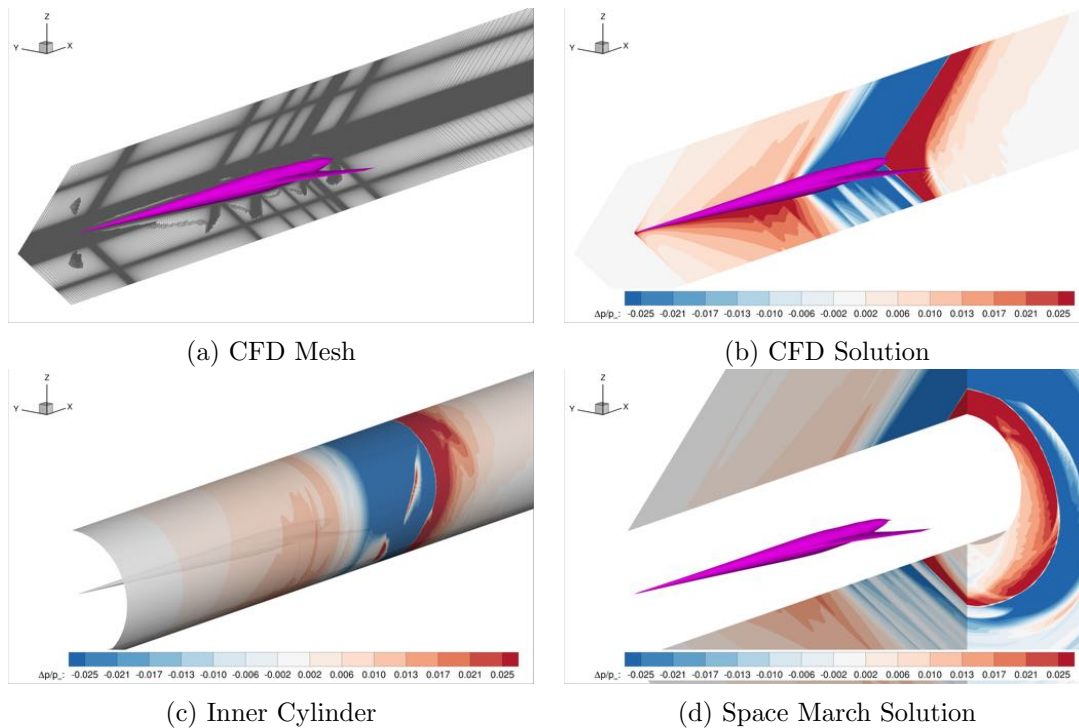 Z
Y
X
Z
Y
X
Δp/p∞: -0.025 -0.021 -0.017 -0.013 -0.010 -0.006 -0.002 0.002 0.006 0.010 0.013 0.017 0.021 0.025
(a) CFD Mesh
(b) CFD Solution
Z
Y
X
Z
Y
X
Δp/p∞: -0.025 -0.021 -0.017 -0.013 -0.010 -0.006 -0.002 0.002 0.006 0.010 0.013 0.017 0.021 0.025
Δp/p∞: -0.025 -0.021 -0.017 -0.013 -0.010 -0.006 -0.002 0.002 0.006 0.010 0.013 0.017 0.021 0.025
(c) Inner Cylinder
(d) Space March Solution